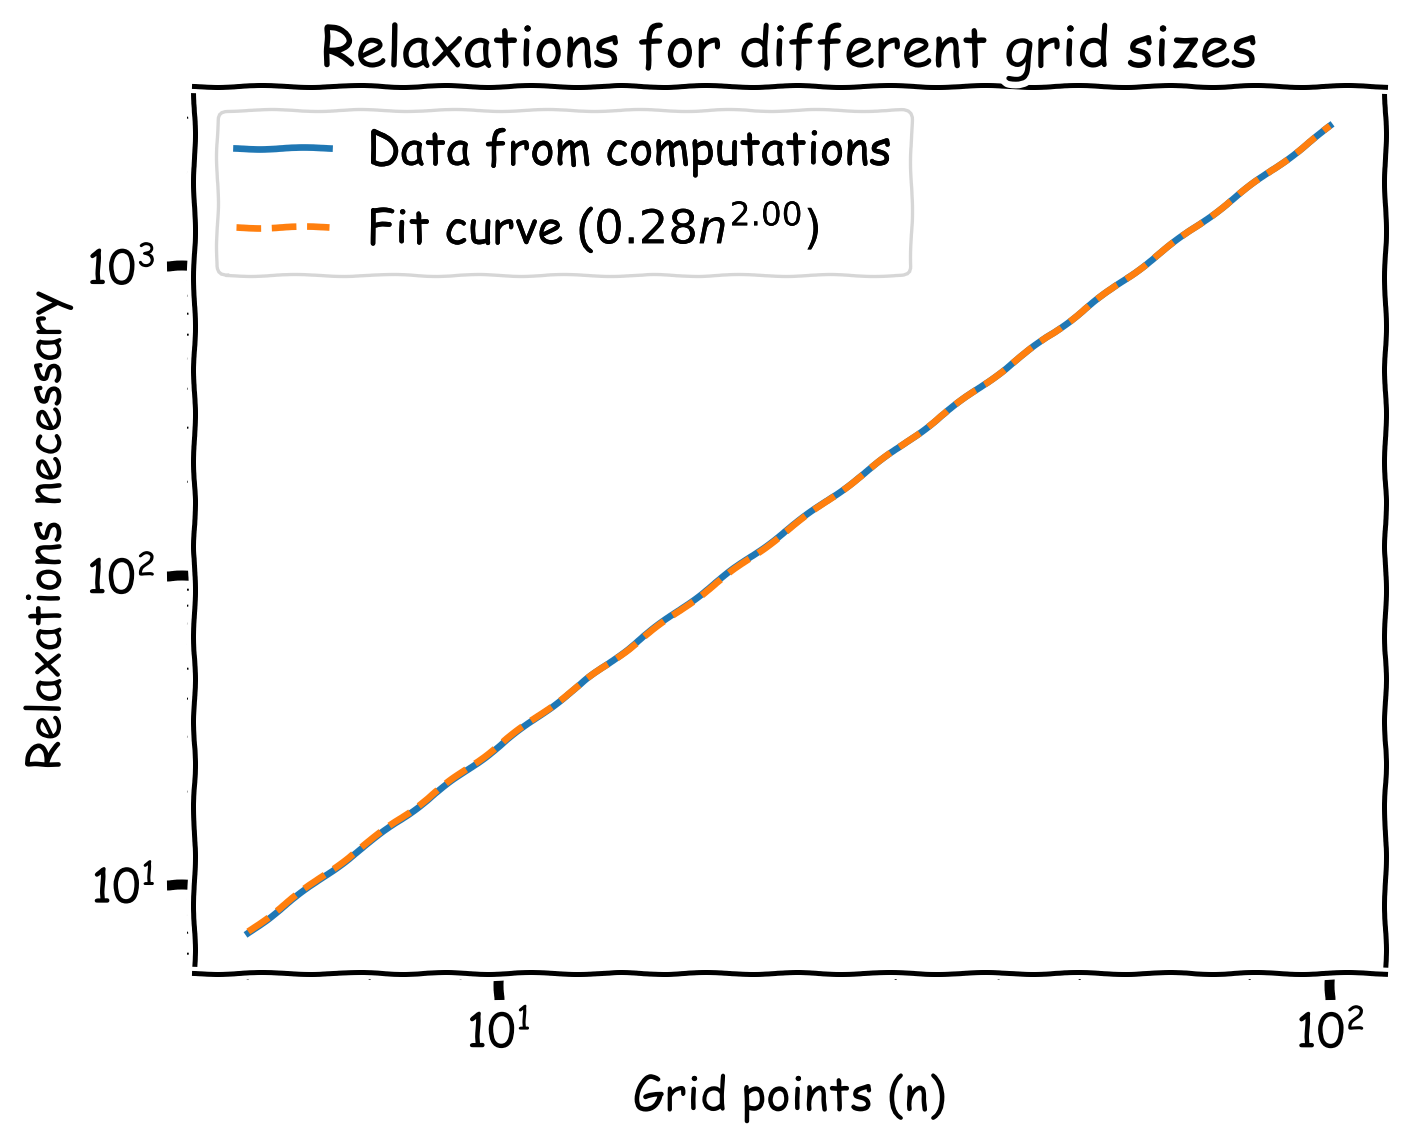 Relaxations for different grid sizes
Data from computations
Fit curve (0.28n^2.00)
Relaxations necessary
10^3
10^2
10^1
10^1 10^2
Grid points (n)